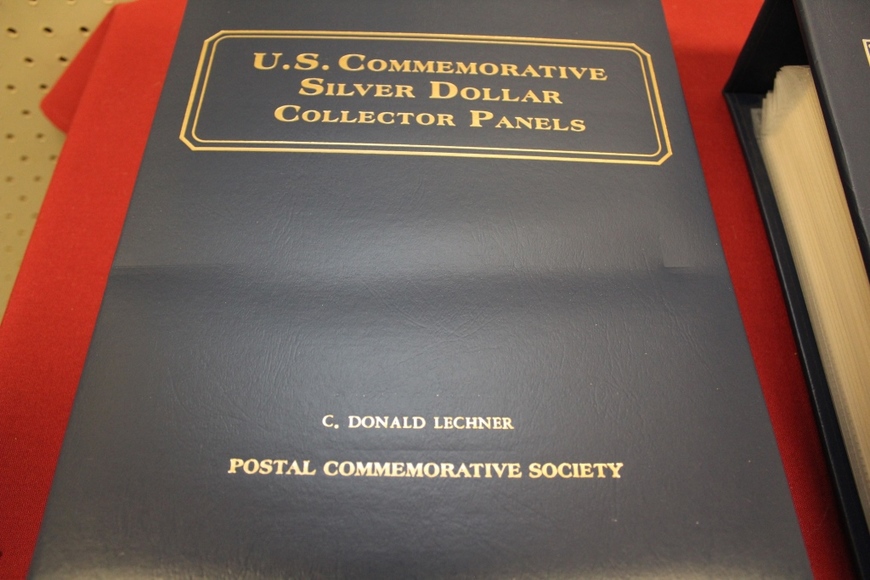 U.S. Commemorative
Silver Dollar
Collector Panels
C. DONALD LECHNER
POSTAL COMMEMORATIVE SOCIETY